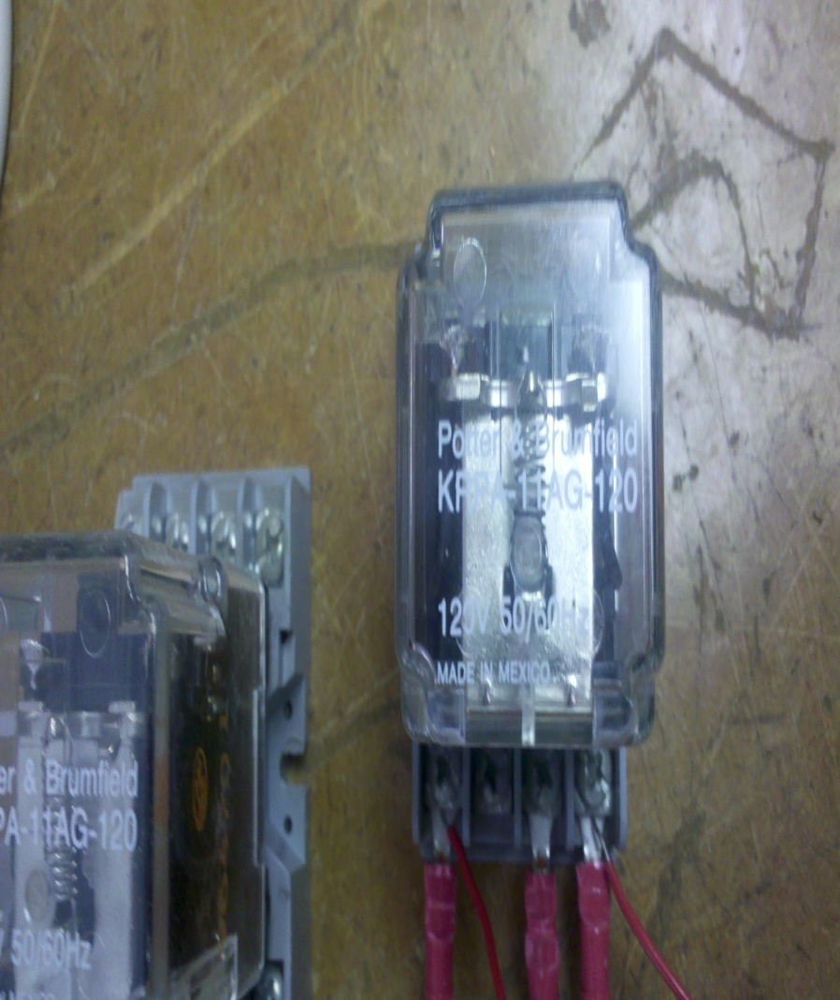 Potter & Brumfield
KRPA-11AG-120
120V 50/60Hz
MADE IN MEXICO
er & Brumfield
PA-11AG-120
V 50/60Hz